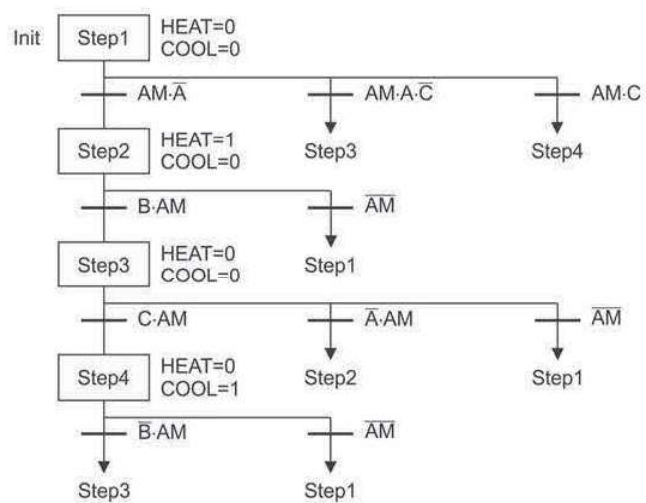 Init Step1 HEAT=0
COOL=0
AM·A̅ AM·A·C̅ AM·C
Step3 Step4
Step2 HEAT=1
COOL=0
B·AM A̅M̅
Step1
Step3 HEAT=0
COOL=0
C·AM A̅·AM A̅M̅
Step2 Step1
Step4 HEAT=0
COOL=1
B̅·AM A̅M̅
Step3 Step1